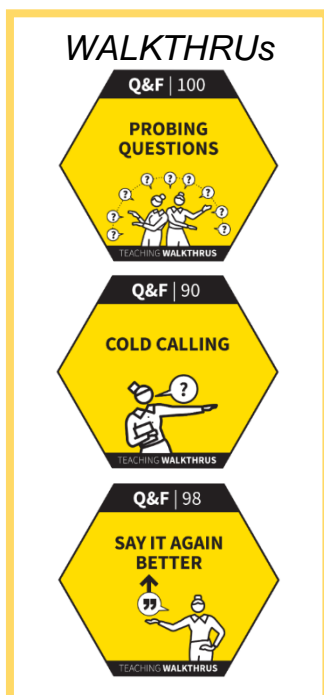 WALKTHRUs
Q&F | 100
PROBING
QUESTIONS
? ? ? ? ? ? ? ? ?
TEACHING WALKTHRUS
Q&F | 90
COLD CALLING
?
TEACHING WALKTHRUS
Q&F | 98
SAY IT AGAIN
BETTER
”
TEACHING WALKTHRUS